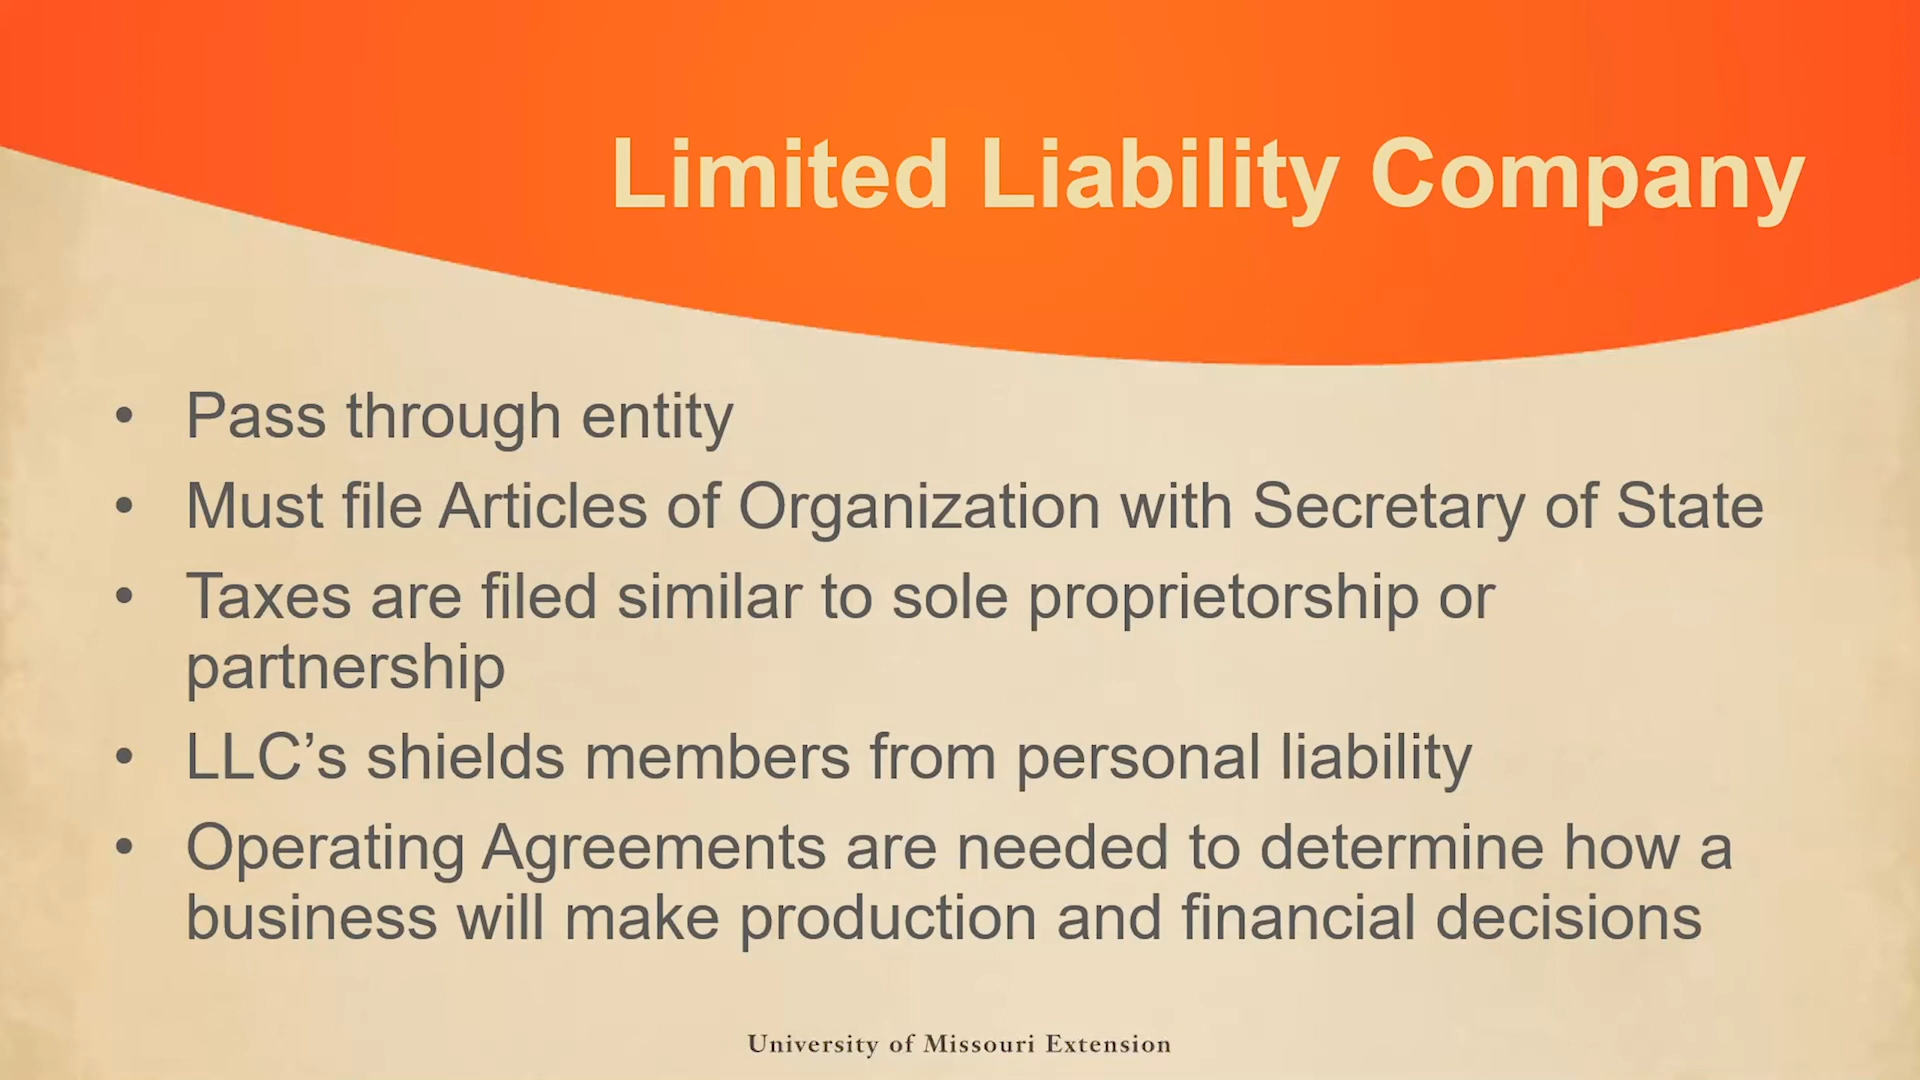 Limited Liability Company
• Pass through entity
• Must file Articles of Organization with Secretary of State
• Taxes are filed similar to sole proprietorship or
partnership
• LLC’s shields members from personal liability
• Operating Agreements are needed to determine how a
business will make production and financial decisions
University of Missouri Extension